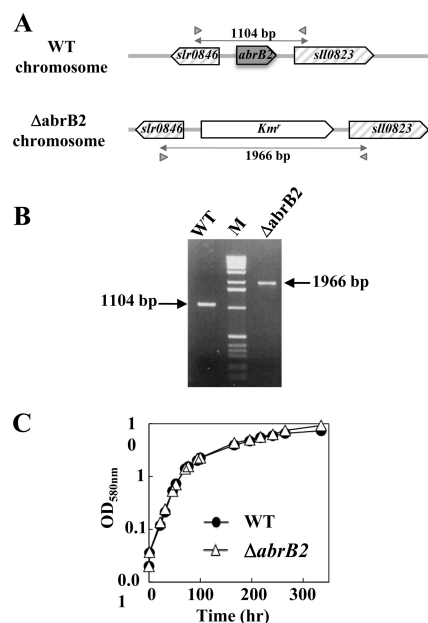 A
WT
chromosome
1104 bp
slr0846
abrB2
sll0823
ΔabrB2
chromosome
slr0846
Kmr
sll0823
1966 bp
B
WT
M
ΔabrB2
1966 bp
1104 bp
C
1
0
1
0.1
0.0
1
OD580nm
WT
ΔabrB2
0 100 200 300
Time (hr)